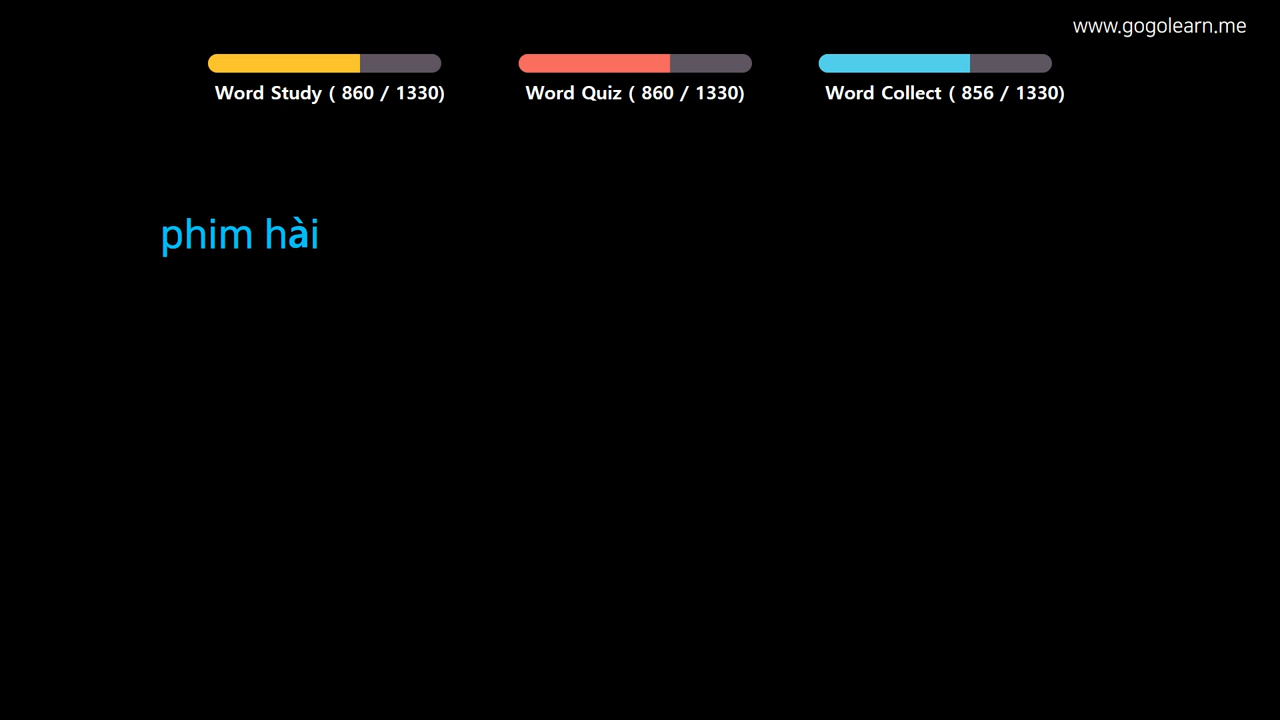 www.gogolearn.me
Word Study ( 860 / 1330)
Word Quiz ( 860 / 1330)
Word Collect ( 856 / 1330)
phim hài